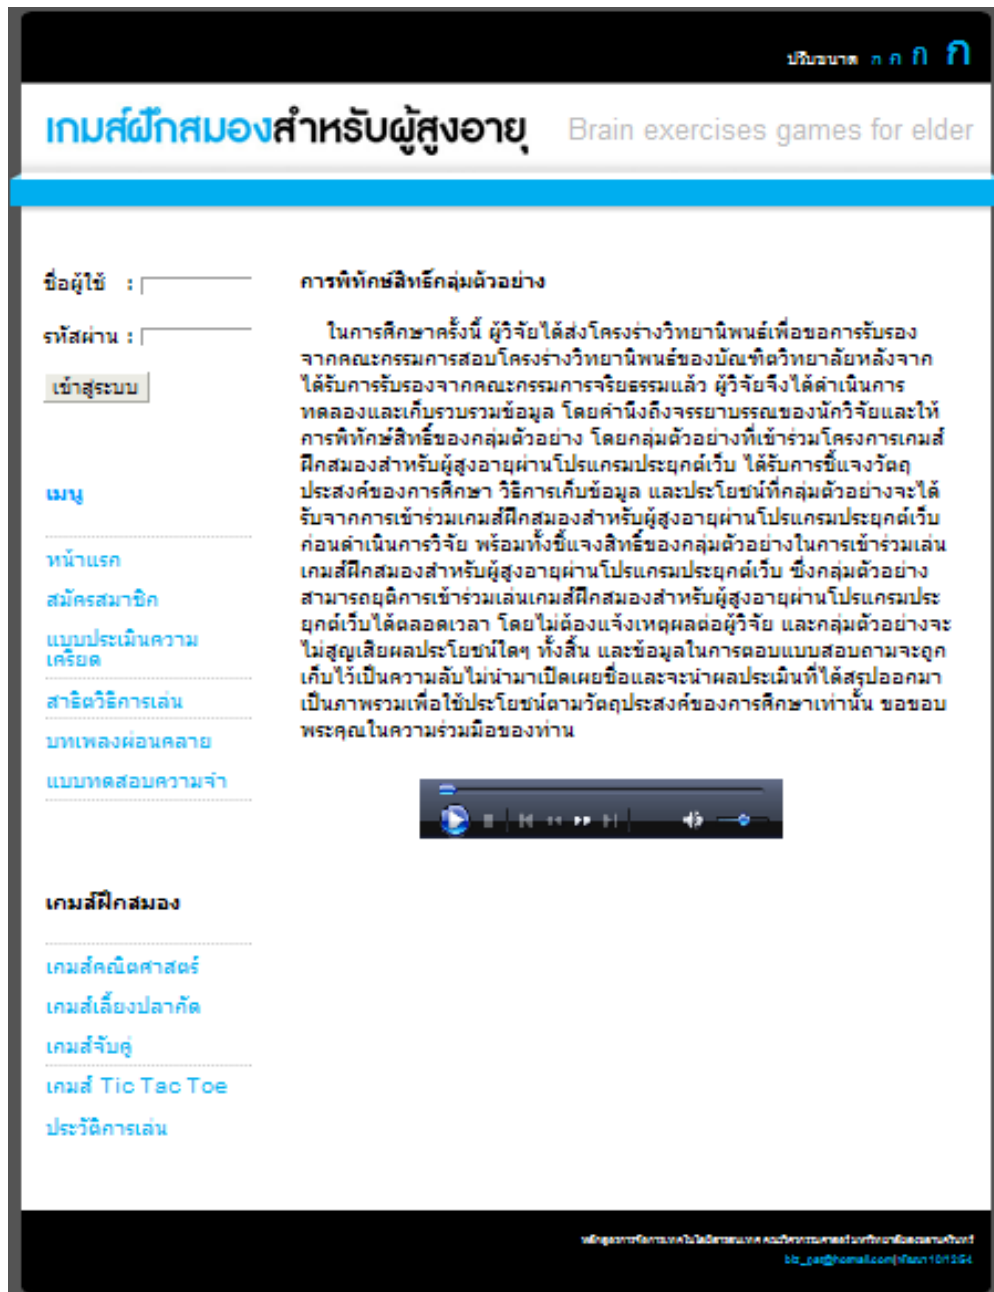 ปรับขนาด ก ก ก ก
เกมส์ฝึกสมองสำหรับผู้สูงอายุ Brain exercises games for elder
ชื่อผู้ใช้ :
รหัสผ่าน :
เข้าสู่ระบบ
เมนู
หน้าแรก
สมัครสมาชิก
แบบประเมินความ
เครียด
สาธิตวิธีการเล่น
บทเพลงผ่อนคลาย
แบบทดสอบความจำ
เกมส์ฝึกสมอง
เกมส์คณิตศาสตร์
เกมส์เลี้ยงปลากัด
เกมส์จับคู่
เกมส์ Tic Tac Toe
ประวัติการเล่น
การพิทักษ์สิทธิ์กลุ่มตัวอย่าง
ในการศึกษาครั้งนี้ ผู้วิจัยได้ส่งโครงร่างวิทยานิพนธ์เพื่อขอการรับรอง
จากคณะกรรมการสอบโครงร่างวิทยานิพนธ์ของบัณฑิตวิทยาลัยหลังจาก
ได้รับการรับรองจากคณะกรรมการจริยธรรมแล้ว ผู้วิจัยจึงได้ดำเนินการ
ทดลองและเก็บรวบรวมข้อมูล โดยคำนึงถึงจรรยาบรรณของนักวิจัยและให้
การพิทักษ์สิทธิ์ของกลุ่มตัวอย่าง โดยกลุ่มตัวอย่างที่เข้าร่วมโครงการเกมส์
ฝึกสมองสำหรับผู้สูงอายุผ่านโปรแกรมประยุกต์เว็บ ได้รับการชี้แจงวัตถุ
ประสงค์ของการศึกษา วิธีการเก็บข้อมูล และประโยชน์ที่กลุ่มตัวอย่างจะได้
รับจากการเข้าร่วมเกมส์ฝึกสมองสำหรับผู้สูงอายุผ่านโปรแกรมประยุกต์เว็บ
ก่อนดำเนินการวิจัย พร้อมทั้งชี้แจงสิทธิ์ของกลุ่มตัวอย่างในการเข้าร่วมเล่น
เกมส์ฝึกสมองสำหรับผู้สูงอายุผ่านโปรแกรมประยุกต์เว็บ ซึ่งกลุ่มตัวอย่าง
สามารถยุติการเข้าร่วมเล่นเกมส์ฝึกสมองสำหรับผู้สูงอายุผ่านโปรแกรมประ
ยุกต์เว็บได้ตลอดเวลา โดยไม่ต้องแจ้งเหตุผลต่อผู้วิจัย และกลุ่มตัวอย่างจะ
ไม่สูญเสียผลประโยชน์ใดๆ ทั้งสิ้น และข้อมูลในการตอบแบบสอบถามจะถูก
เก็บไว้เป็นความลับไม่นำมาเปิดเผยชื่อและจะนำผลประเมินที่ได้สรุปออกมา
เป็นภาพรวมเพื่อใช้ประโยชน์ตามวัตถุประสงค์ของการศึกษาเท่านั้น ขอขอบ
พระคุณในความร่วมมือของท่าน